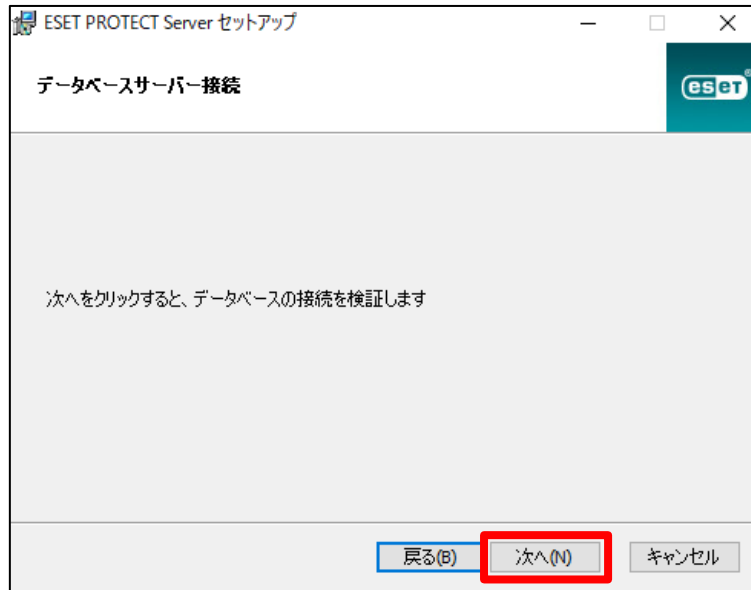 ESET PROTECT Server セットアップ
データベースサーバー接続
eseT®
次へをクリックすると、データベースの接続を検証します
戻る(B) 次へ(N) キャンセル